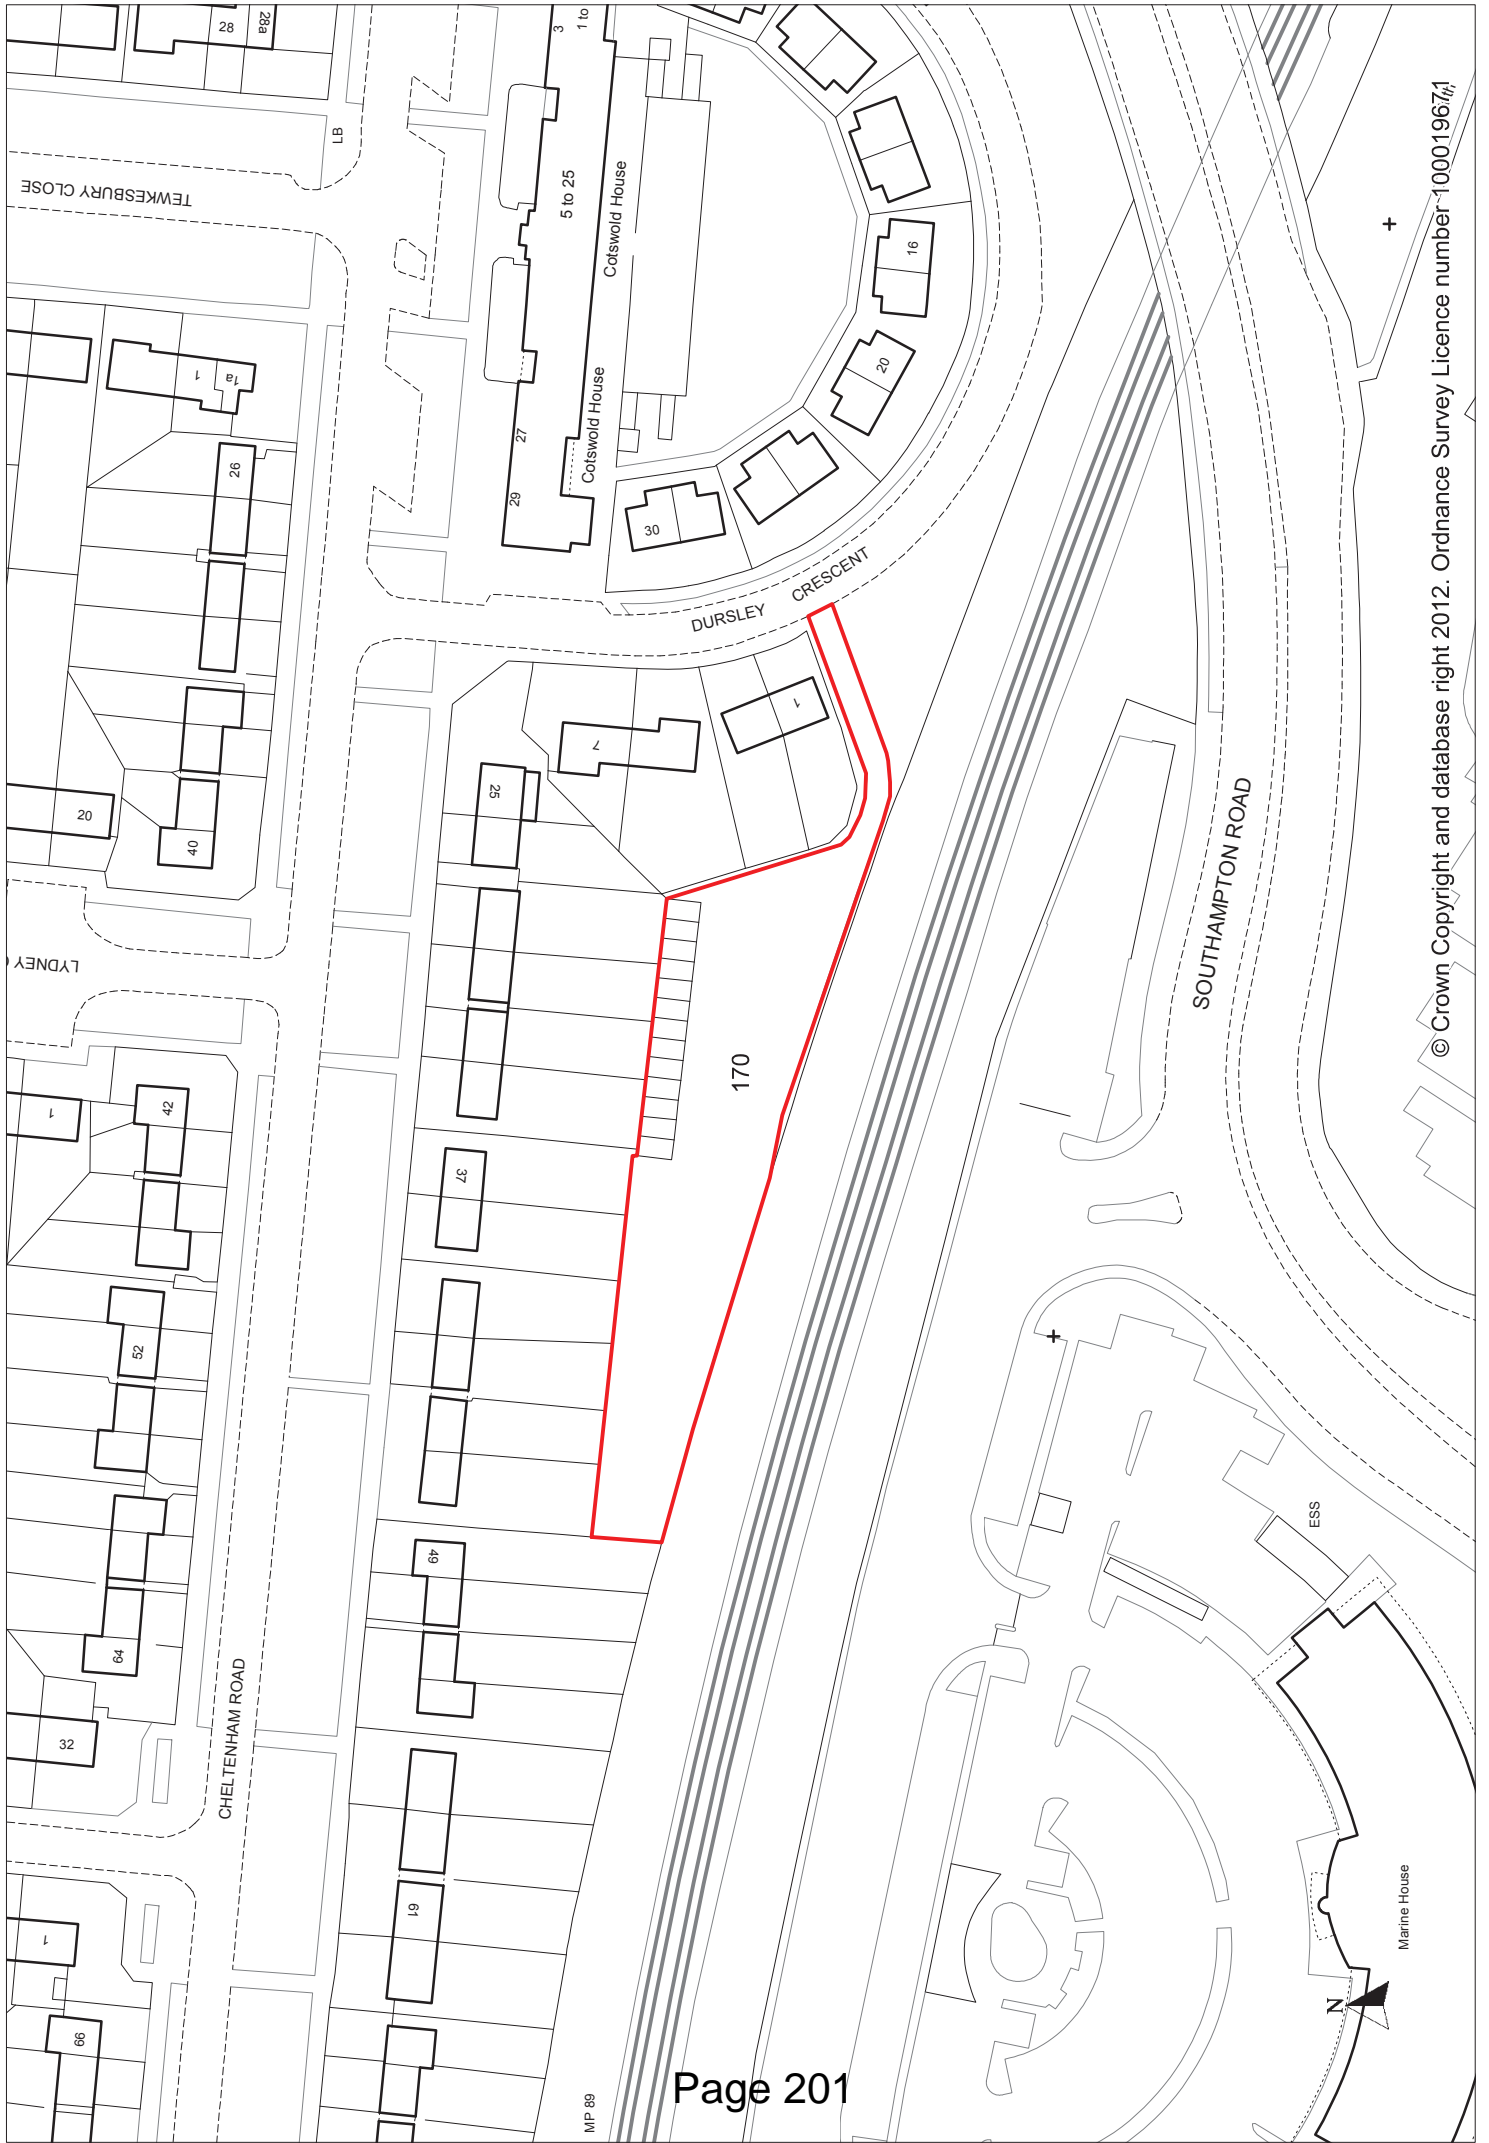 28
28a
3
1 to
LB
TEWKESBURY CLOSE
5 to 25
Cotswold House
16
1
1a
20
26
27
Cotswold House
29
30
DURSLEY CRESCENT
1
7
25
20
40
LYDNEY
170
SOUTHAMPTON ROAD
© Crown Copyright and database right 2012. Ordnance Survey Licence number 100019671
1
42
37
52
49
64
32
CHELTENHAM ROAD
ESS
61
1
66
Marine House
N
MP 89
Page 201